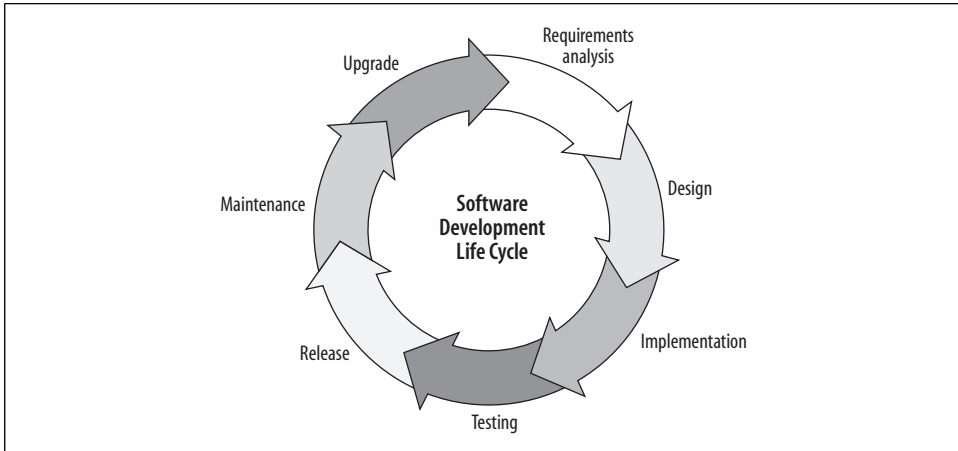 Requirements
analysis
Upgrade
Design
Maintenance
Software
Development
Life Cycle
Implementation
Release
Testing